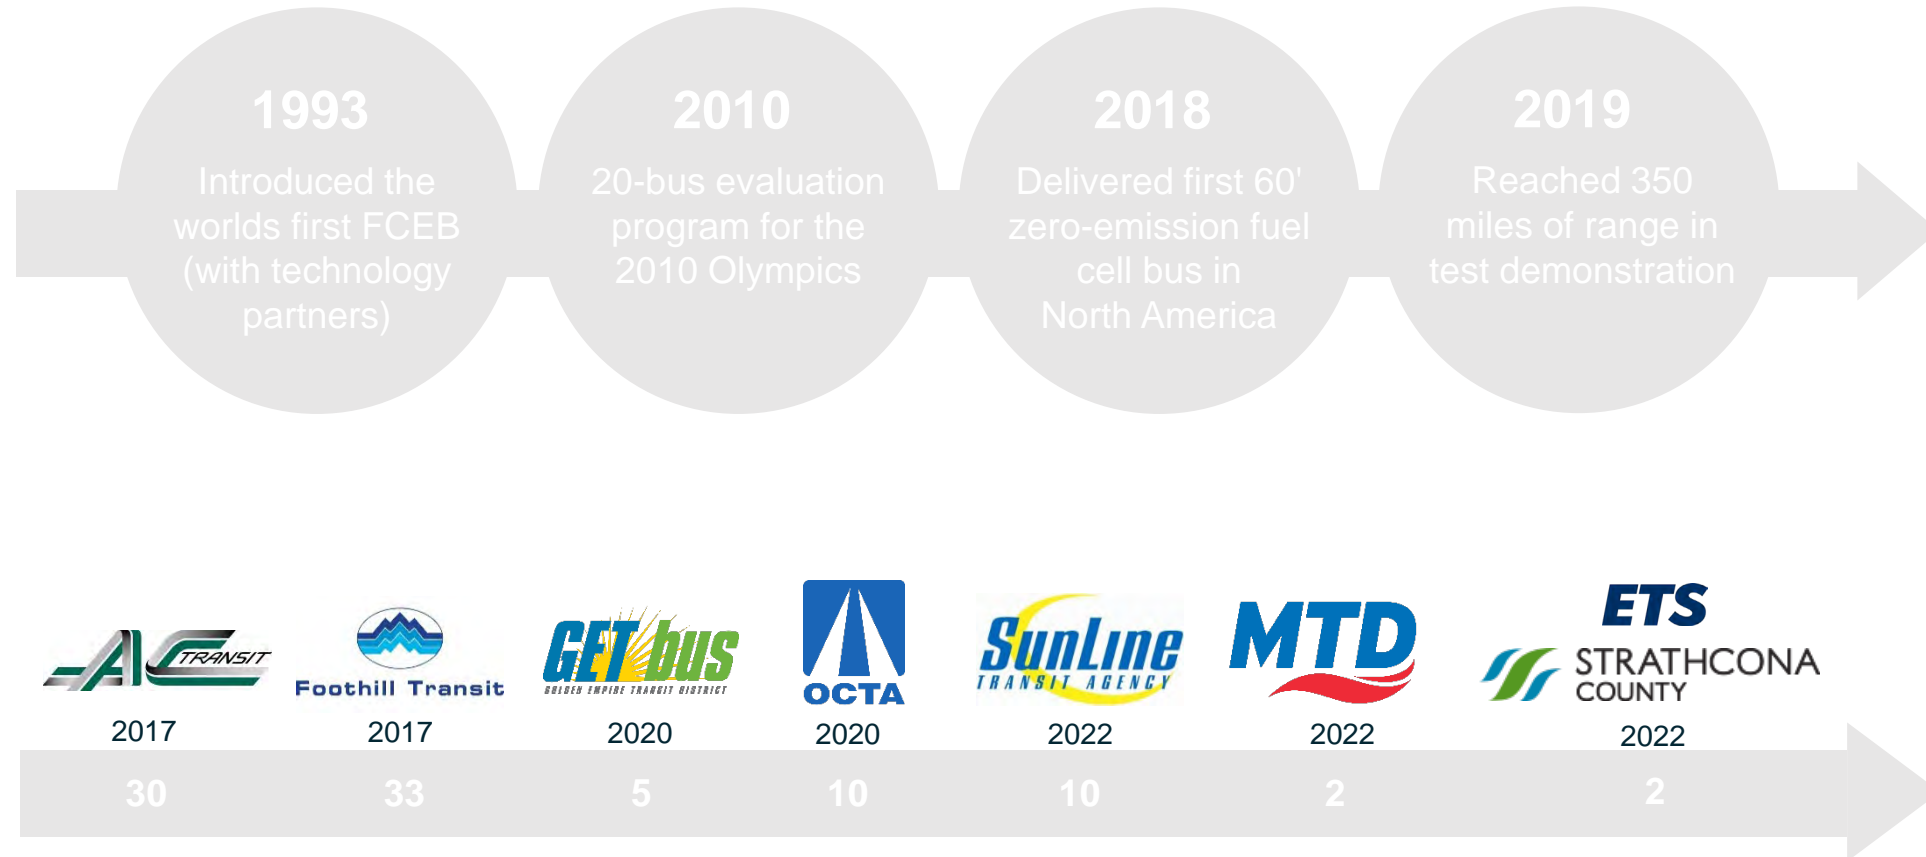 1993
Introduced the
worlds first FCEB
(with technology
partners)
2010
20-bus evaluation
program for the
2010 Olympics
2018
Delivered first 60'
zero-emission fuel
cell bus in
North America
2019
Reached 350
miles of range in
test demonstration
AC TRANSIT
Foothill Transit
GET bus
GOLDEN EMPIRE TRANSIT DISTRICT
OCTA
SunLine
TRANSIT AGENCY
MTD
ETS
STRATHCONA
COUNTY
2017
2017
2020
2020
2022
2022
2022
30
33
5
10
10
2
2